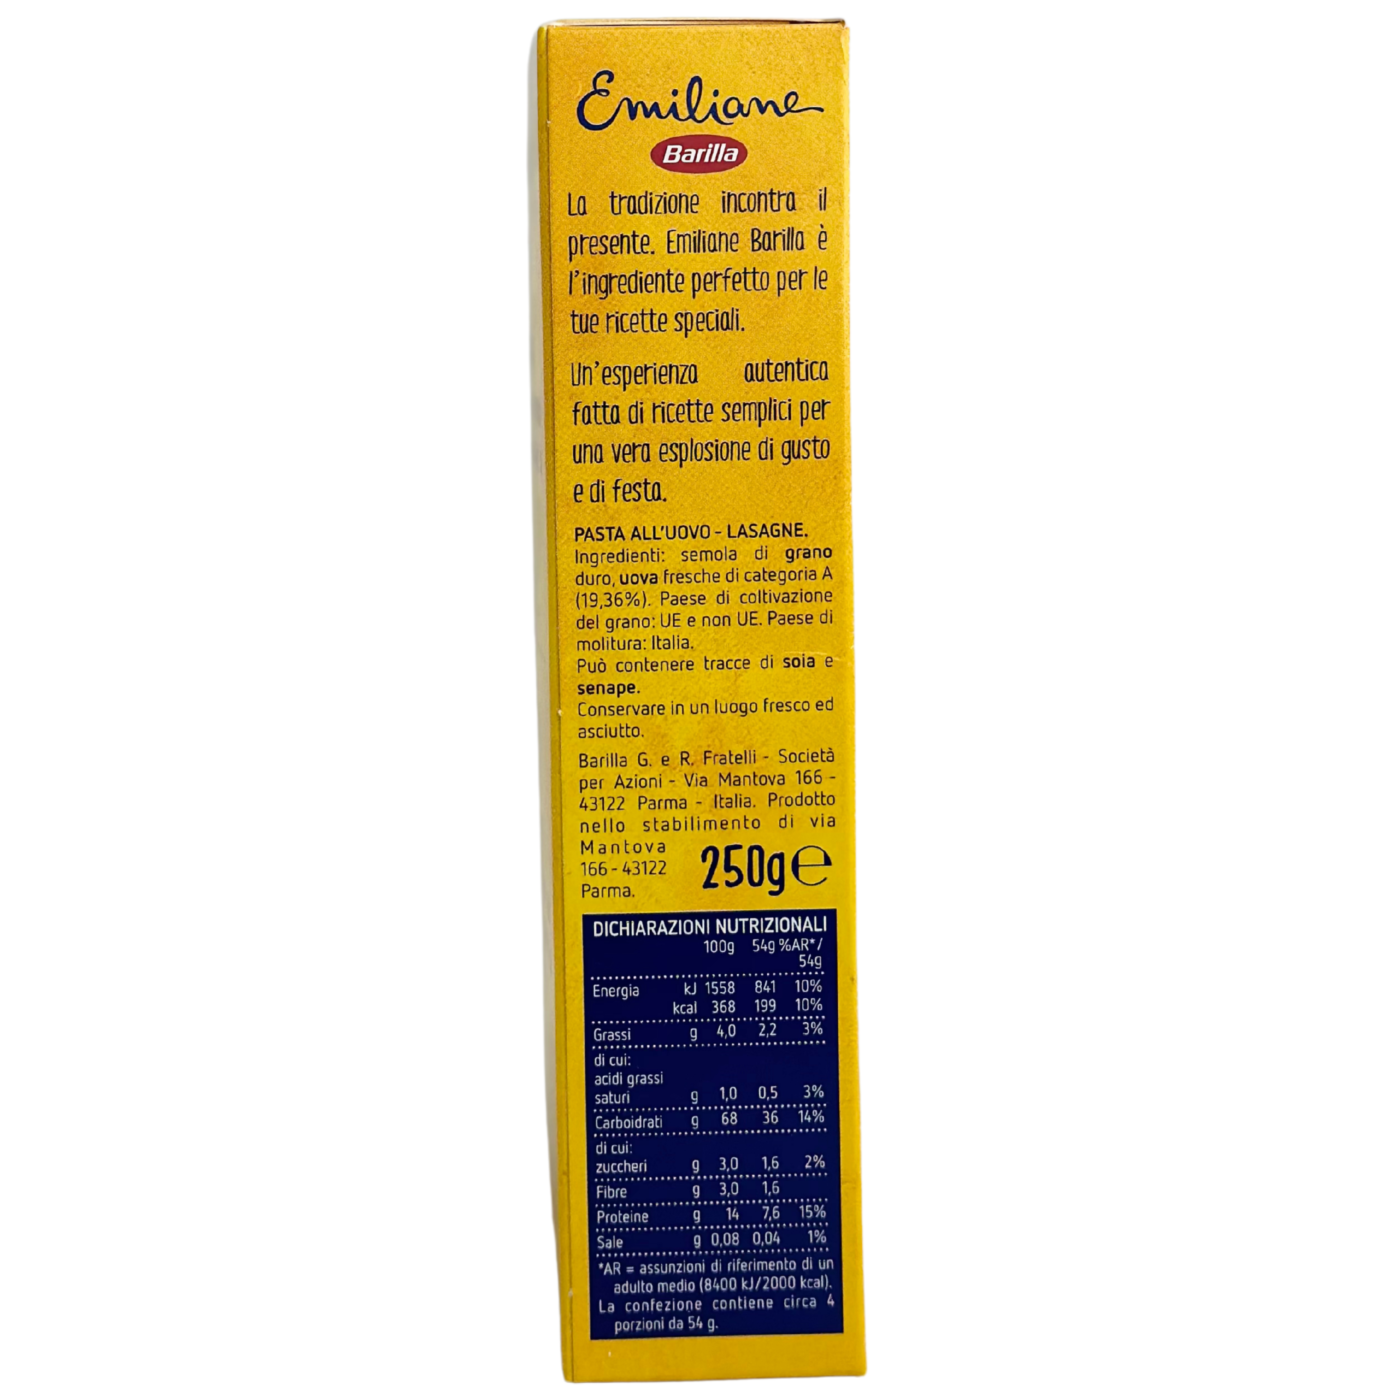 Emiliane
Barilla
La tradizione incontra il
presente. Emiliane Barilla è
l'ingrediente perfetto per le
tue ricette speciali.
Un'esperienza autentica
fatta di ricette semplici per
una vera esplosione di gusto
e di festa.
PASTA ALL'UOVO - LASAGNE.
Ingredienti: semola di grano
duro, uova fresche di categoria A
(19,36%). Paese di coltivazione
del grano: UE e non UE. Paese di
molitura: Italia.
Può contenere tracce di soia e
senape.
Conservare in un luogo fresco ed
asciutto.
Barilla G. e R. Fratelli - Società
per Azioni - Via Mantova 166 -
43122 Parma - Italia. Prodotto
nello stabilimento di via
Mantova
166 - 43122
Parma.
250g e
DICHIARAZIONI NUTRIZIONALI
100g 54g %AR*/
54g
Energia kJ 1558 841 10%
kcal 368 199 10%
Grassi g 4,0 2,2 3%
di cui:
acidi grassi
saturi g 1,0 0,5 3%
Carboidrati g 68 36 14%
di cui:
zuccheri g 3,0 1,6 2%
Fibre g 3,0 1,6
Proteine g 14 7,6 15%
Sale g 0,08 0,04 1%
*AR = assunzioni di riferimento di un
adulto medio (8400 kJ/2000 kcal).
La confezione contiene circa 4
porzioni da 54 g.